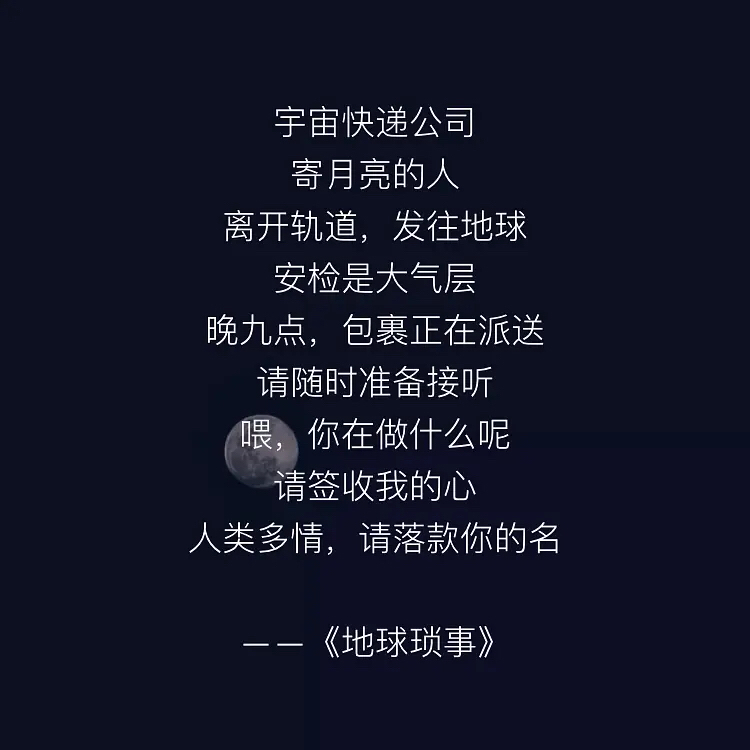 宇宙快递公司
寄月亮的人
离开轨道，发往地球
安检是大气层
晚九点，包裹正在派送
请随时准备接听
喂，你在做什么呢
请签收我的心
人类多情，请落款你的名
——《地球琐事》